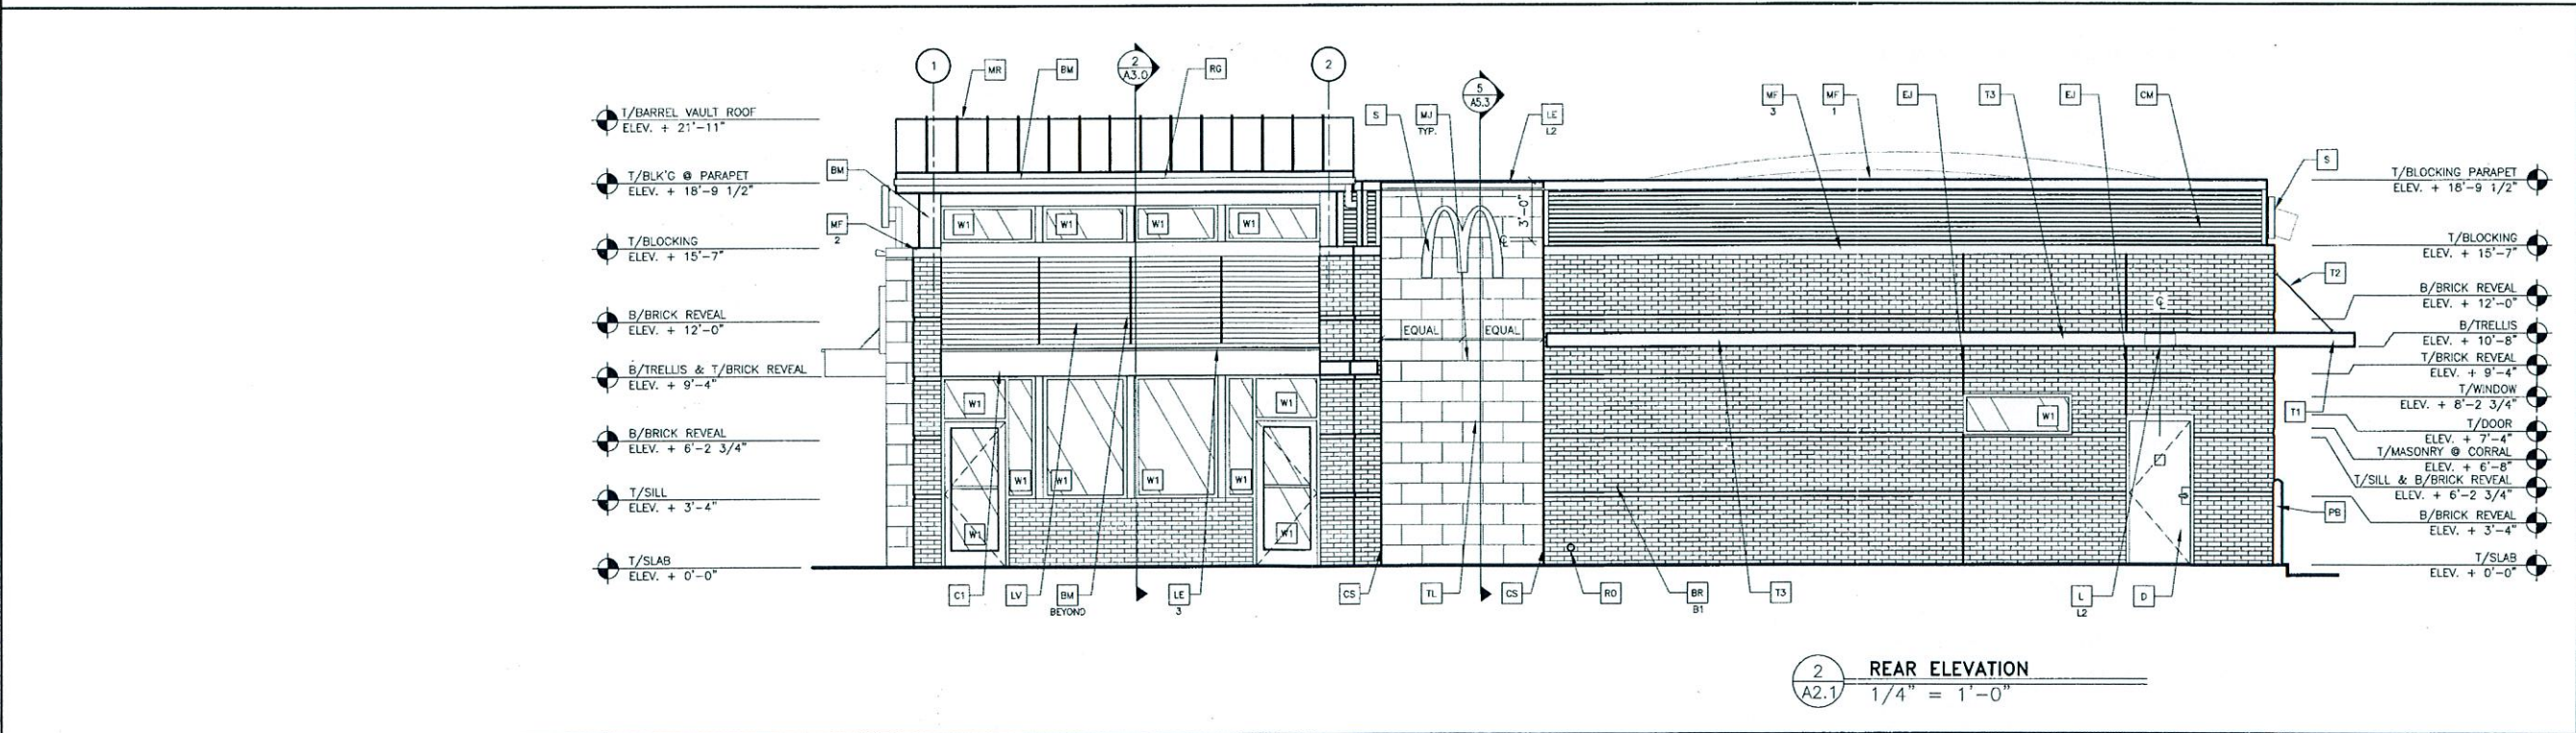 1
MR
BM
2
A3.0
RG
2
5
A5.3
S
MJ
TYP.
LE
L2
MF
3
MF
1
EJ
T3
EJ
CM
S
T/BARREL VAULT ROOF
ELEV. + 21'-11"
T/BLK'G @ PARAPET
ELEV. + 18'-9 1/2"
T/BLOCKING
ELEV. + 15'-7"
B/BRICK REVEAL
ELEV. + 12'-0"
B/TRELLIS & T/BRICK REVEAL
ELEV. + 9'-4"
B/BRICK REVEAL
ELEV. + 6'-2 3/4"
T/SILL
ELEV. + 3'-4"
T/SLAB
ELEV. + 0'-0"
BM
MF
2
W1
W1
W1
W1
3'-0"
℄
℄
EQUAL
EQUAL
W1
W1
W1
W1
W1
W1
W1
W1
W1
T2
T1
PB
T/BLOCKING PARAPET
ELEV. + 18'-9 1/2"
T/BLOCKING
ELEV. + 15'-7"
B/BRICK REVEAL
ELEV. + 12'-0"
B/TRELLIS
ELEV. + 10'-8"
T/BRICK REVEAL
ELEV. + 9'-4"
T/WINDOW
ELEV. + 8'-2 3/4"
T/DOOR
ELEV. + 7'-4"
T/MASONRY @ CORRAL
ELEV. + 6'-8"
T/SILL & B/BRICK REVEAL
ELEV. + 6'-2 3/4"
B/BRICK REVEAL
ELEV. + 3'-4"
T/SLAB
ELEV. + 0'-0"
C1
LV
BM
BEYOND
LE
3
CS
TL
CS
RO
BR
B1
T3
L
L2
D
2
A2.1
REAR ELEVATION
1/4" = 1'-0"